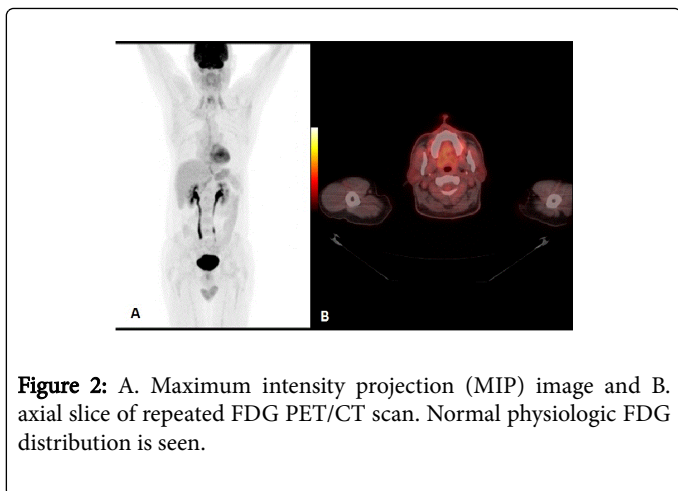 A
B
Figure 2: A. Maximum intensity projection (MIP) image and B.
axial slice of repeated FDG PET/CT scan. Normal physiologic FDG
distribution is seen.